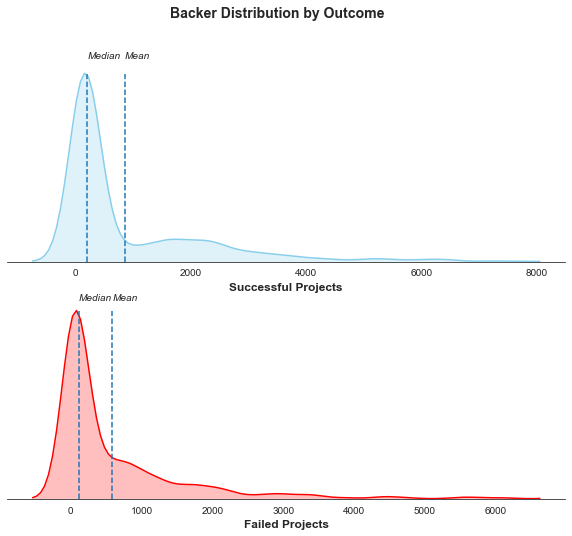 Backer Distribution by Outcome
Median Mean
0 2000 4000 6000 8000
Successful Projects
Median Mean
0 1000 2000 3000 4000 5000 6000
Failed Projects